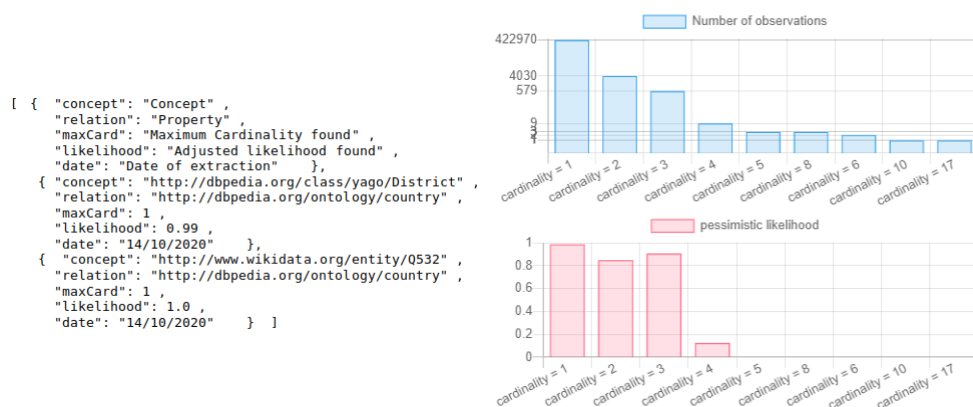 [ { "concept": "Concept" ,
"relation": "Property" ,
"maxCard": "Maximum Cardinality found" ,
"likelihood": "Adjusted likelihood found" ,
"date": "Date of extraction" },
{ "concept": "http://dbpedia.org/class/yago/District" ,
"relation": "http://dbpedia.org/ontology/country" ,
"maxCard": 1 ,
"likelihood": 0.99 ,
"date": "14/10/2020" },
{ "concept": "http://www.wikidata.org/entity/Q532" ,
"relation": "http://dbpedia.org/ontology/country" ,
"maxCard": 1 ,
"likelihood": 1.0 ,
"date": "14/10/2020" } ]
Number of observations
422970
4030
579
9
1
cardinality = 1
cardinality = 2
cardinality = 3
cardinality = 4
cardinality = 5
cardinality = 8
cardinality = 6
cardinality = 10
cardinality = 17
pessimistic likelihood
1
0.8
0.6
0.4
0.2
0
cardinality = 1
cardinality = 2
cardinality = 3
cardinality = 4
cardinality = 5
cardinality = 8
cardinality = 6
cardinality = 10
cardinality = 17